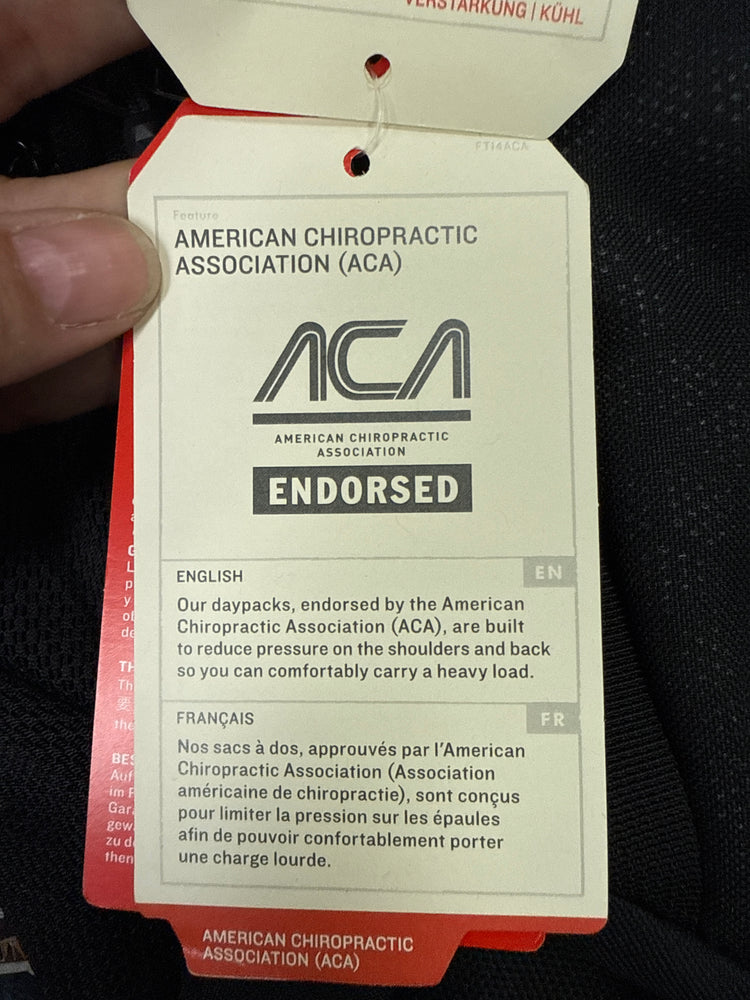 VERSTÄRKUNG | KÜHL
FT14ACA
Feature
AMERICAN CHIROPRACTIC
ASSOCIATION (ACA)
ACA
AMERICAN CHIROPRACTIC
ASSOCIATION
ENDORSED
ENGLISH
EN
Our daypacks, endorsed by the American
Chiropractic Association (ACA), are built
to reduce pressure on the shoulders and back
so you can comfortably carry a heavy load.
FRANÇAIS
FR
Nos sacs à dos, approuvés par l'American
Chiropractic Association (Association
américaine de chiropractie), sont conçus
pour limiter la pression sur les épaules
afin de pouvoir confortablement porter
une charge lourde.
AMERICAN CHIROPRACTIC
ASSOCIATION (ACA)